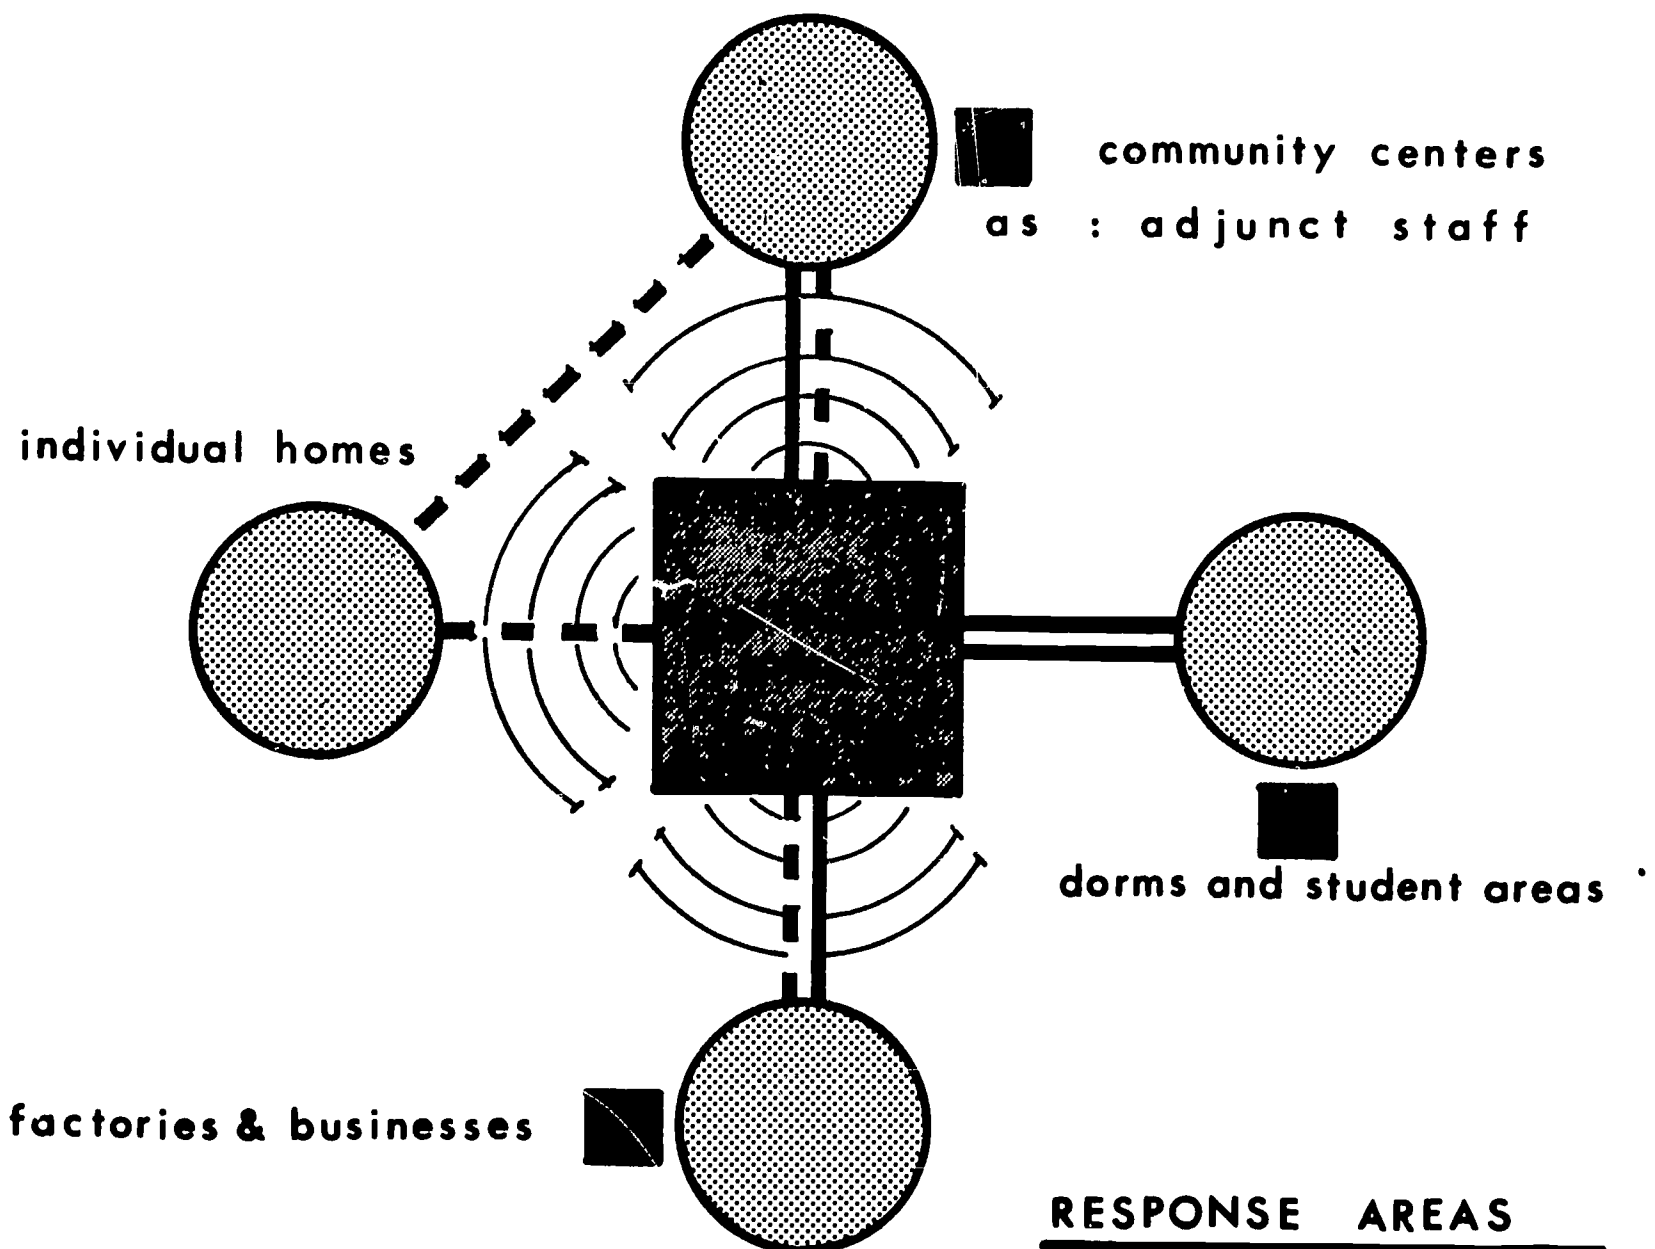 community centers
as : adjunct staff
individual homes
dorms and student areas
factories & businesses
RESPONSE AREAS